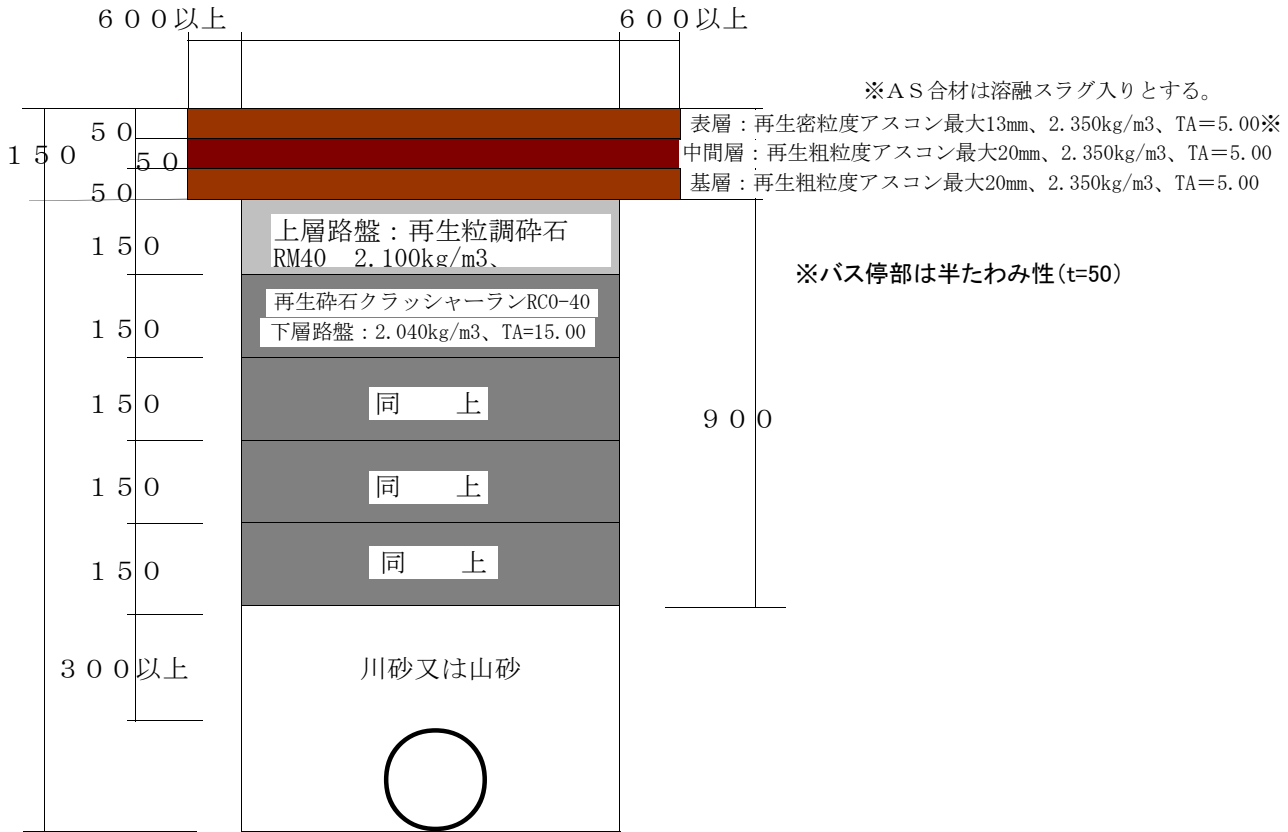 ６００以上
６００以上
※ＡＳ合材は溶融スラグ入りとする。
５０
表層：再生密粒度アスコン最大13mm、2.350kg/m3、TA＝5.00※
１５０
５０
中間層：再生粗粒度アスコン最大20mm、2.350kg/m3、TA＝5.00
５０
基層：再生粗粒度アスコン最大20mm、2.350kg/m3、TA＝5.00
１５０
上層路盤：再生粒調砕石
RM40　2.100kg/m3、
※バス停部は半たわみ性(t=50)
１５０
再生砕石クラッシャーランRC0-40
下層路盤：2.040kg/m3、TA=15.00
１５０
同　上
９００
１５０
同　上
１５０
同　上
３００以上
川砂又は山砂